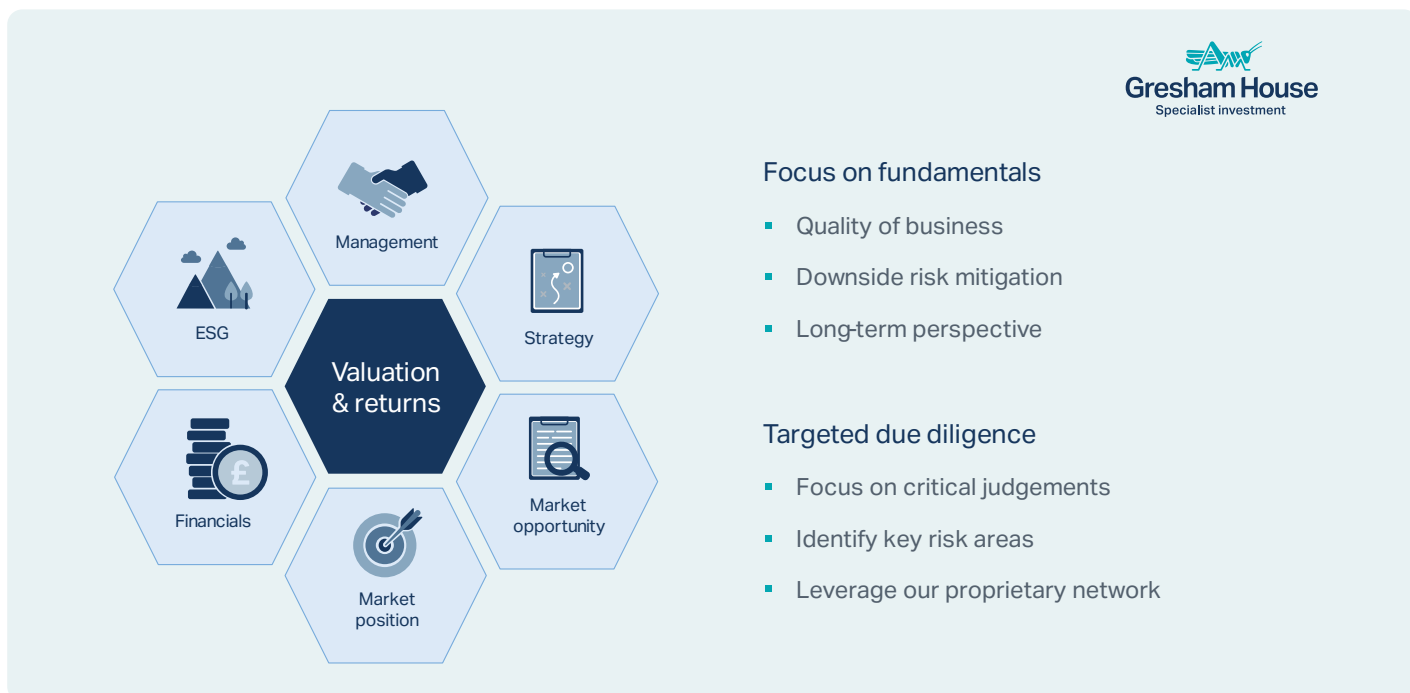 Gresham House
Specialist investment
Management
ESG
Strategy
Valuation
& returns
Financials
£
Market
opportunity
Market
position
Focus on fundamentals
Quality of business
Downside risk mitigation
Long-term perspective
Targeted due diligence
Focus on critical judgements
Identify key risk areas
Leverage our proprietary network